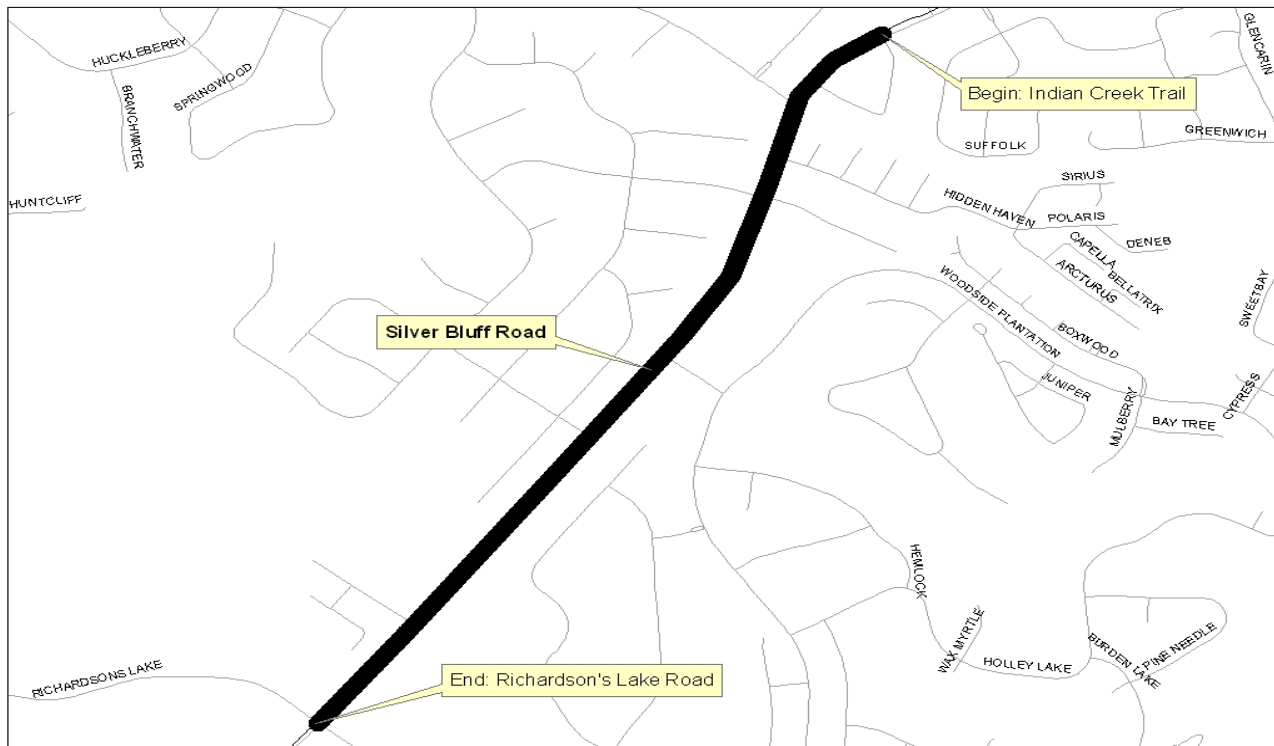 HUCKLEBERRY
SPRINGWOOD
BRANCHWATER
HUNTCLIFF
GLENCARIN
Begin: Indian Creek Trail
GREENWICH
SUFFOLK
SIRIUS
HIDDEN HAVEN
POLARIS
DENEB
CAPELLA
ARCTURUS
BELLATRIX
SWEETBAY
WOODSIDE PLANTATION
BOXWOOD
Silver Bluff Road
JUNIPER
CYPRESS
MULBERRY
BAY TREE
HEMLOCK
WAX MYRTLE
HOLLEY LAKE
BURDEN LAKE
PINE NEEDLE
RICHARDSONS LAKE
End: Richardson's Lake Road